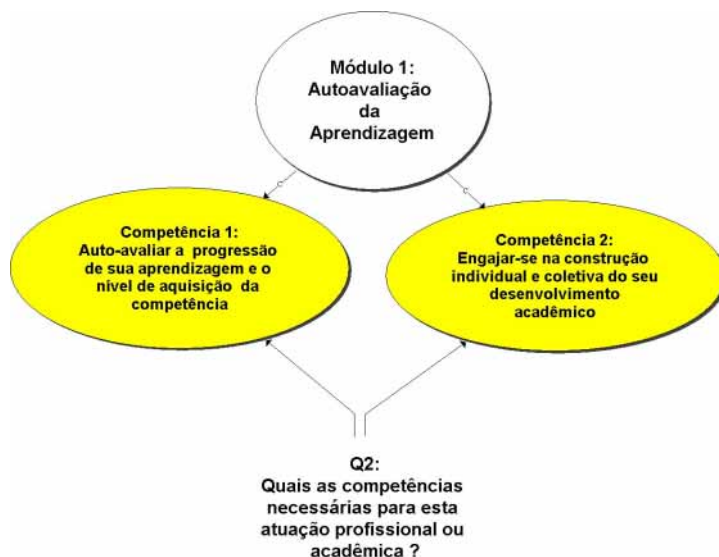 Módulo 1:
Autoavaliação
da
Aprendizagem
c
c
Competência 1:
Auto-avaliar a progressão
de sua aprendizagem e o
nível de aquisição da
competência
Competência 2:
Engajar-se na construção
individual e coletiva do seu
desenvolvimento
acadêmico
Q2:
Quais as competências
necessárias para esta
atuação profissional ou
acadêmica ?